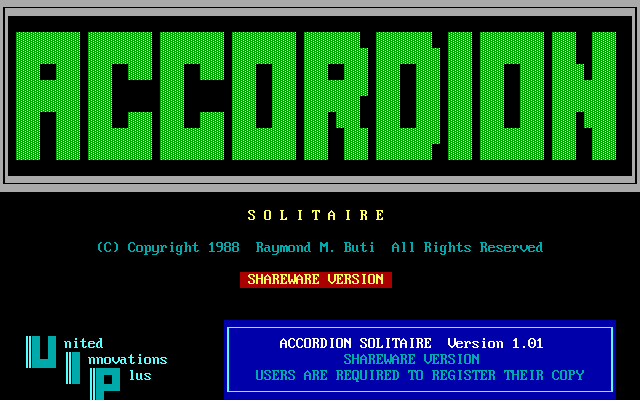 ACCORDION
SOLITAIRE
(C) Copyright 1988 Raymond M. Buti All Rights Reserved
SHAREWARE VERSION
United
Innovations
Plus
ACCORDION SOLITAIRE Version 1.01
SHAREWARE VERSION
USERS ARE REQUIRED TO REGISTER THEIR COPY